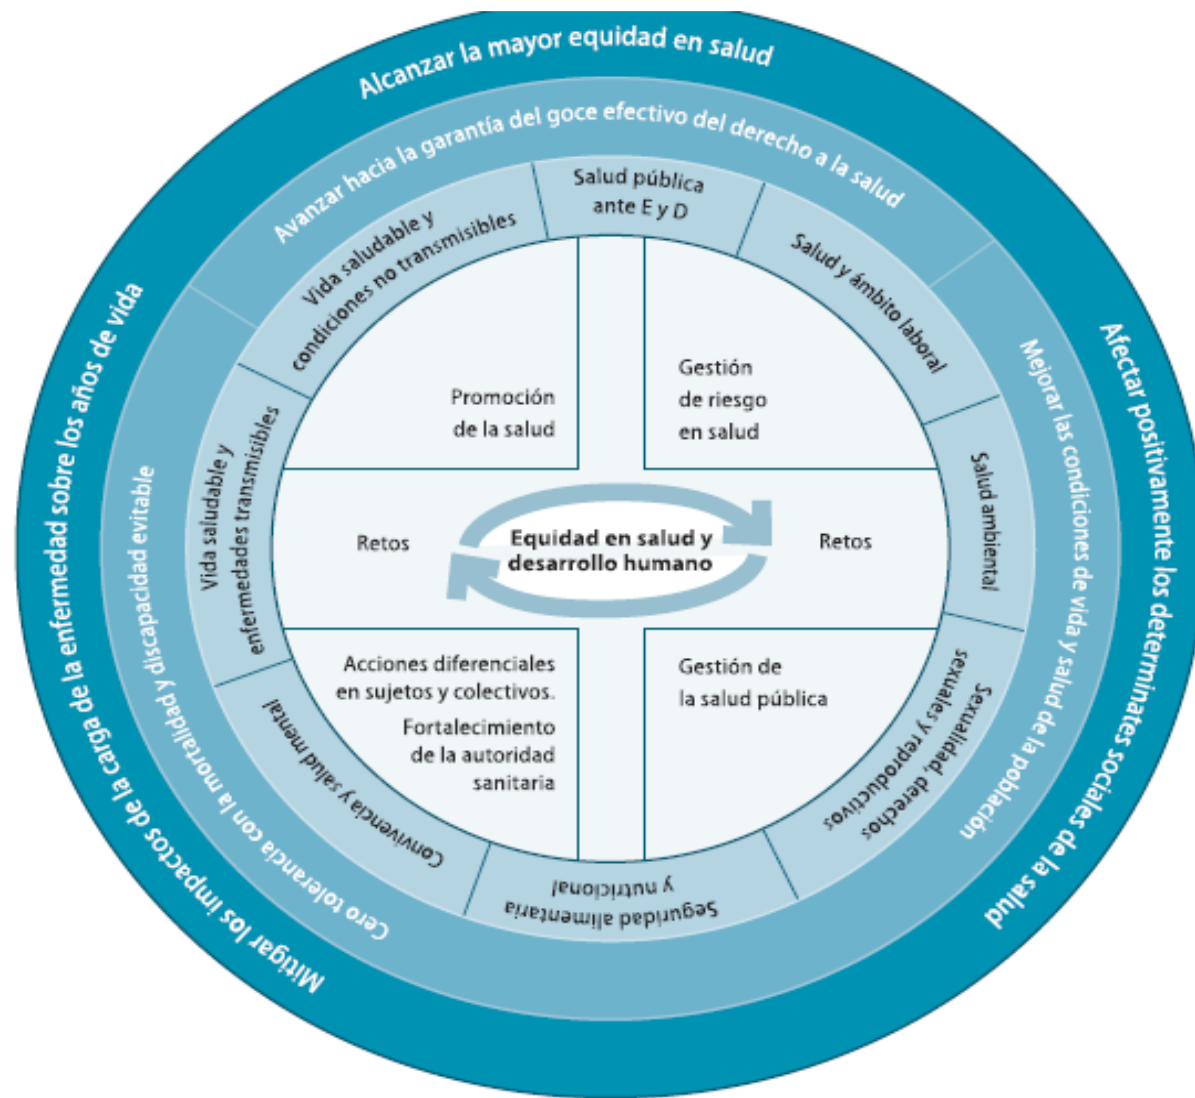 Alcanzar la mayor equidad en salud
Afectar positivamente los determinates sociales de la salud
Mitigar los impactos de la carga de la enfermedad sobre los años de vida
Avanzar hacia la garantía del goce efectivo del derecho a la salud
Mejorar las condiciones de vida y salud de la población
Cero tolerancia con la mortalidad y discapacidad evitable
Salud pública
ante E y D
Salud y ámbito laboral
Salud ambiental
Sexualidad, derechos
sexuales y reproductivos
Seguridad alimentaria
y nutricional
Convivencia y salud mental
Vida saludable y
enfermedades transmisibles
Vida saludable y
condiciones no transmisibles
Promoción
de la salud
Gestión
de riesgo
en salud
Retos
Equidad en salud y
desarrollo humano
Retos
Acciones diferenciales
en sujetos y colectivos.
Fortalecimiento
de la autoridad
sanitaria
Gestión de
la salud pública